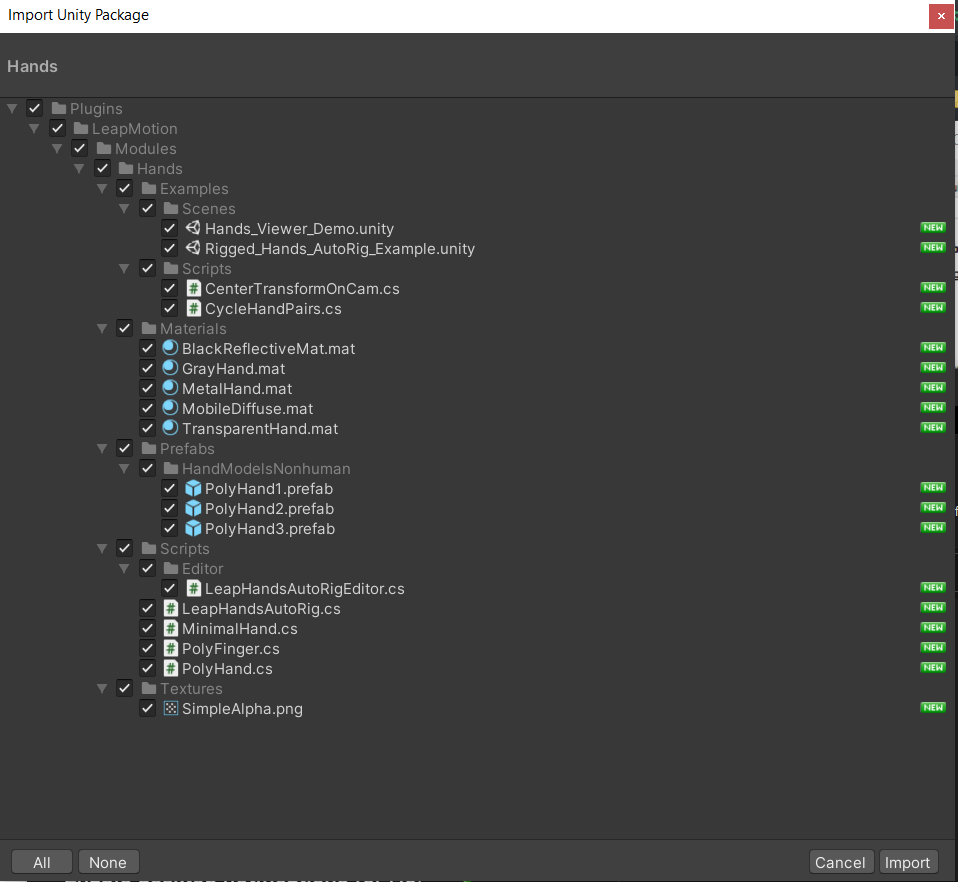 Import Unity Package
Hands
Plugins
LeapMotion
Modules
Hands
Examples
Scenes
Hands_Viewer_Demo.unity NEW
Rigged_Hands_AutoRig_Example.unity NEW
Scripts
CenterTransformOnCam.cs NEW
CycleHandPairs.cs NEW
Materials
BlackReflectiveMat.mat NEW
GrayHand.mat NEW
MetalHand.mat NEW
MobileDiffuse.mat NEW
TransparentHand.mat NEW
Prefabs
HandModelsNonhuman
PolyHand1.prefab NEW
PolyHand2.prefab NEW
PolyHand3.prefab NEW
Scripts
Editor
LeapHandsAutoRigEditor.cs NEW
LeapHandsAutoRig.cs NEW
MinimalHand.cs NEW
PolyFinger.cs NEW
PolyHand.cs NEW
Textures
SimpleAlpha.png NEW
All None Cancel Import